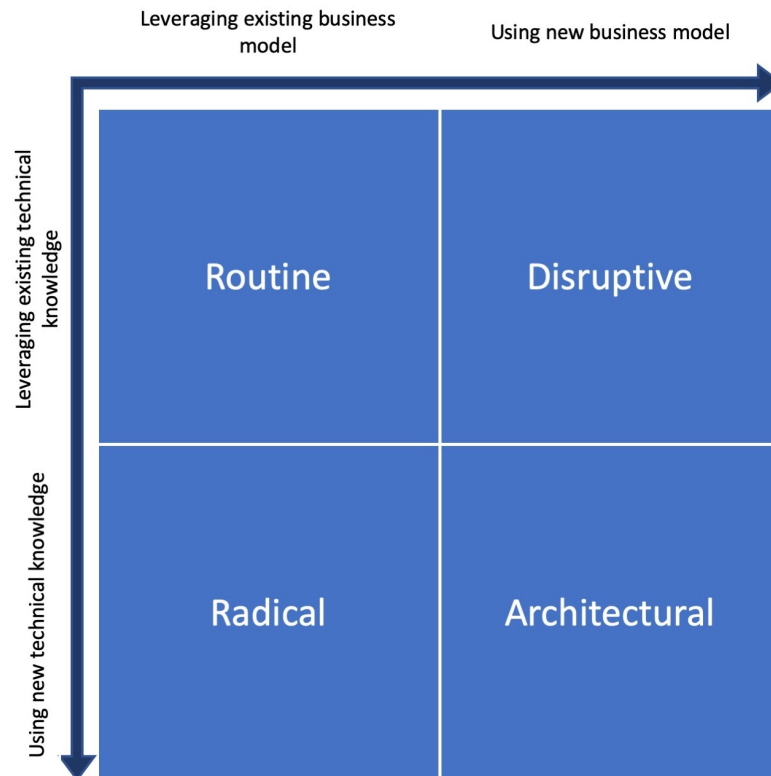 Leveraging existing business
model
Using new business model
Leveraging existing technical
knowledge
Using new technical knowledge
Routine
Disruptive
Radical
Architectural